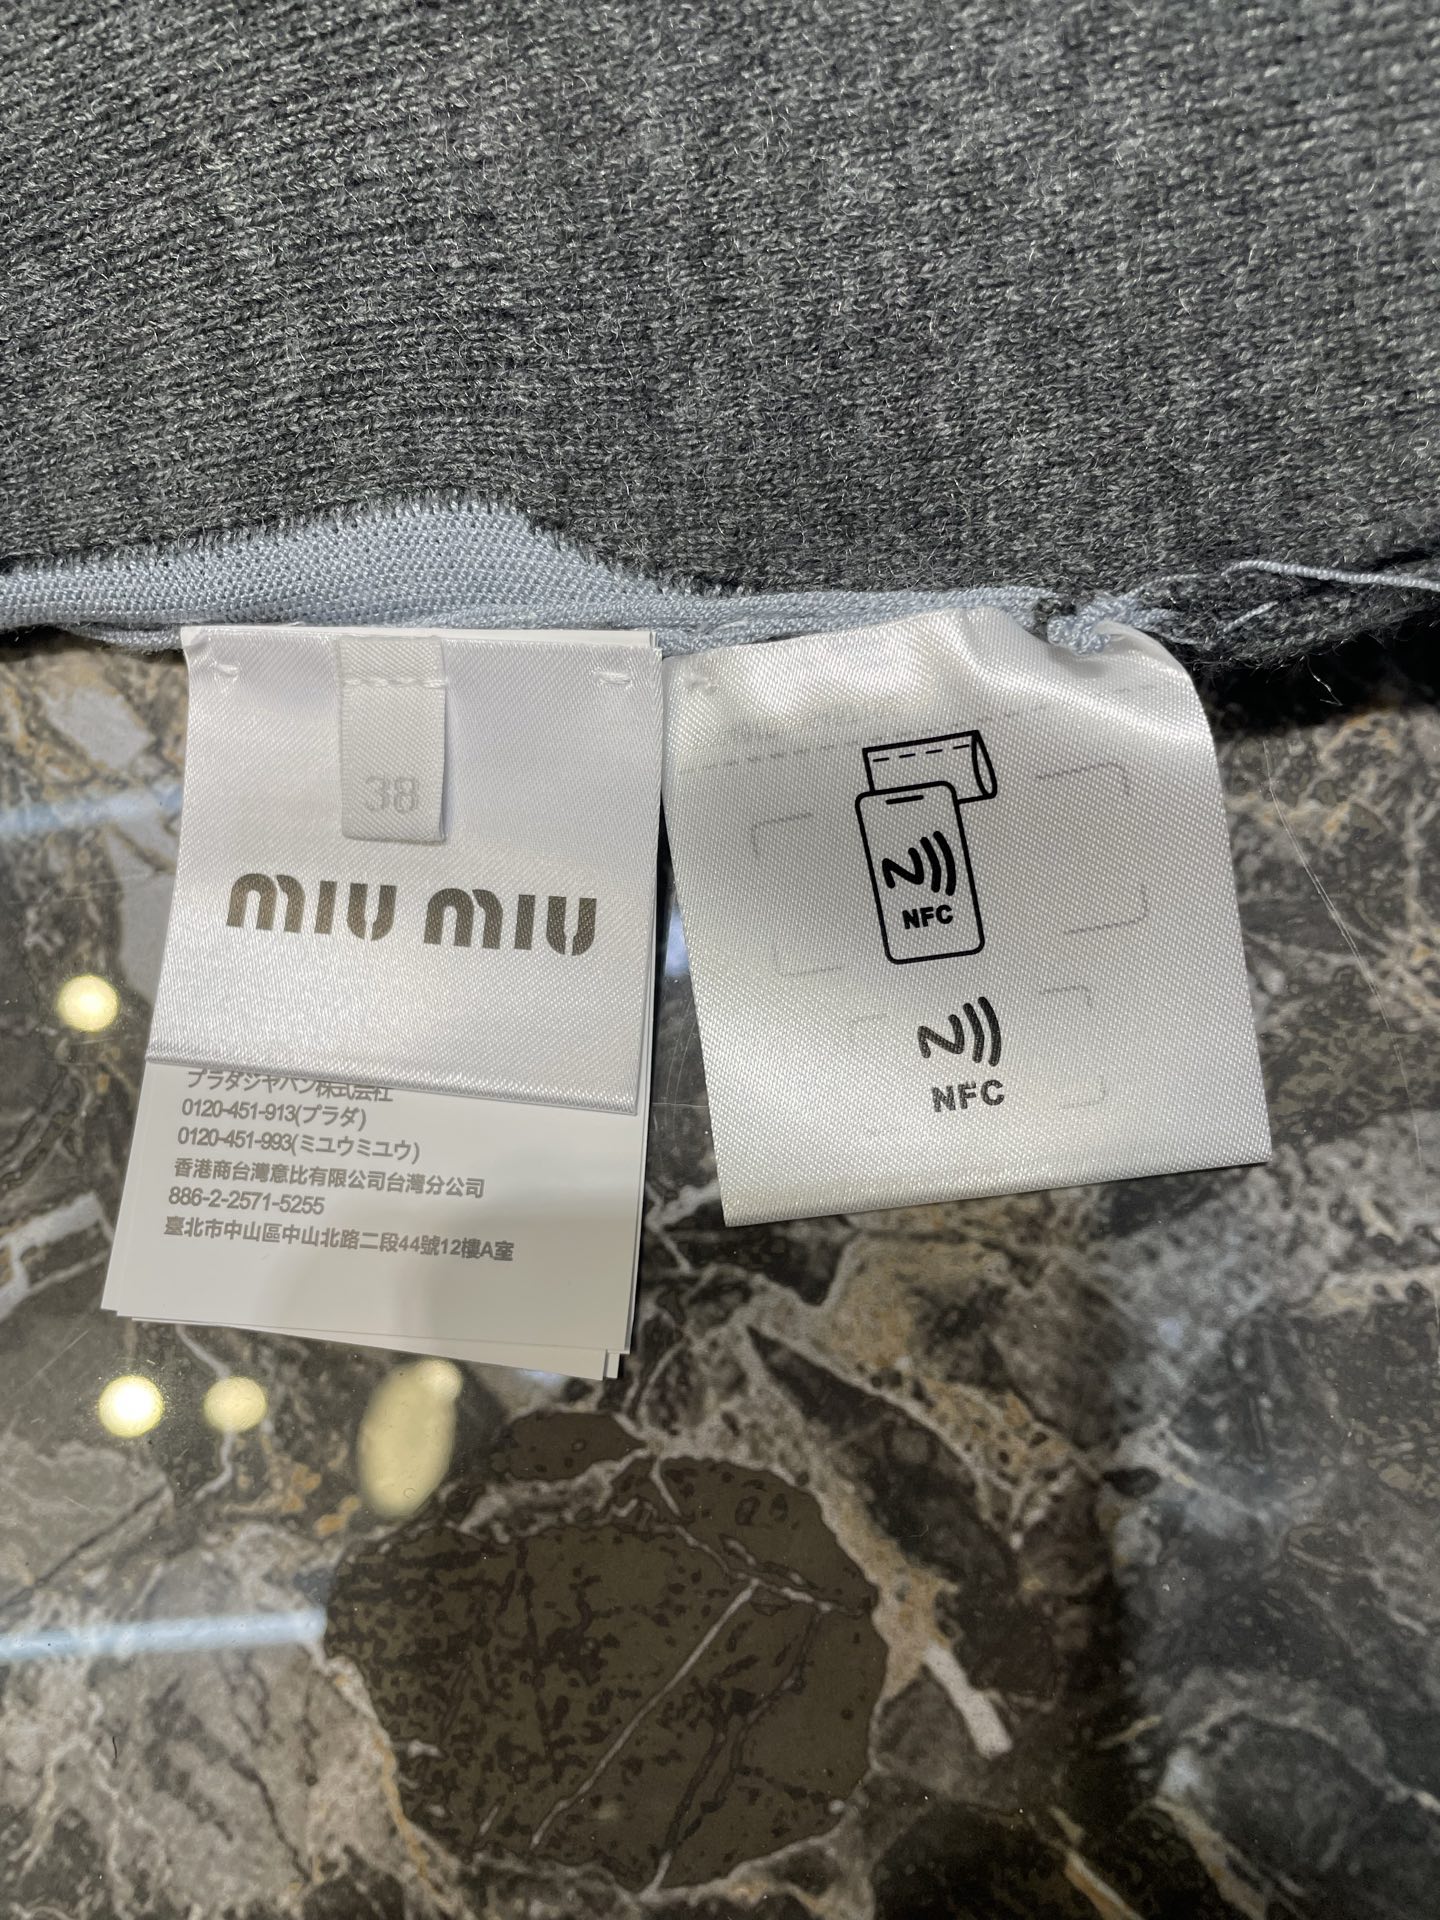 38
miu miu
プラダジャパン株式会社
0120-451-913(プラダ)
0120-451-993(ミユウミユウ)
香港商台灣意比有限公司台灣分公司
886-2-2571-5255
臺北市中山區中山北路二段44號12樓A室
NFC
NFC